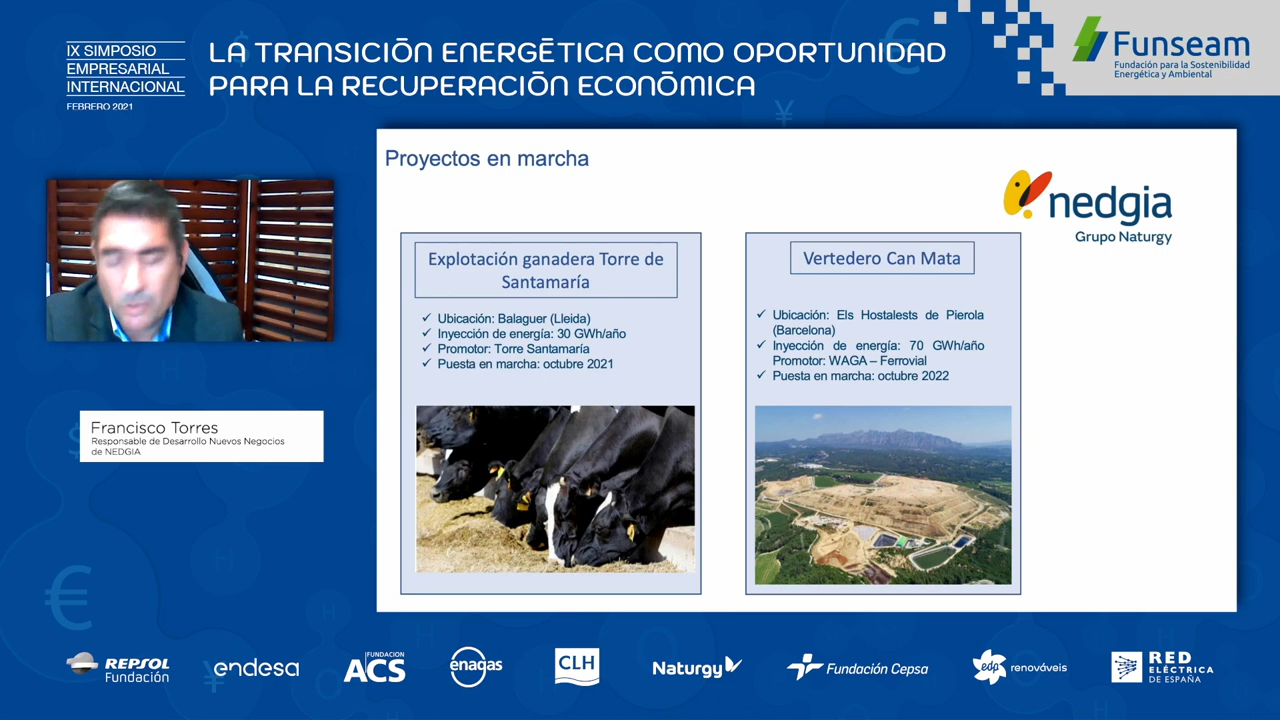 IX SIMPOSIO
EMPRESARIAL
INTERNACIONAL
FEBRERO 2021
LA TRANSICIÓN ENERGÉTICA COMO OPORTUNIDAD
PARA LA RECUPERACIÓN ECONÓMICA
Funseam
Fundación para la Sostenibilidad
Energética y Ambiental
Proyectos en marcha
nedgia
Grupo Naturgy
Explotación ganadera Torre de
Santamaría
✓ Ubicación: Balaguer (Lleida)
✓ Inyección de energía: 30 GWh/año
✓ Promotor: Torre Santamaría
✓ Puesta en marcha: octubre 2021
Vertedero Can Mata
✓ Ubicación: Els Hostalests de Pierola
(Barcelona)
✓ Inyección de energía: 70 GWh/año
Promotor: WAGA – Ferrovial
✓ Puesta en marcha: octubre 2022
Francisco Torres
Responsable de Desarrollo Nuevos Negocios
de NEDGIA
REPSOL
Fundación
endesa
FUNDACION
ACS
enagas
CLH
Naturgy
Fundación Cepsa
edp
renováveis
RED
ELÉCTRICA
DE ESPAÑA